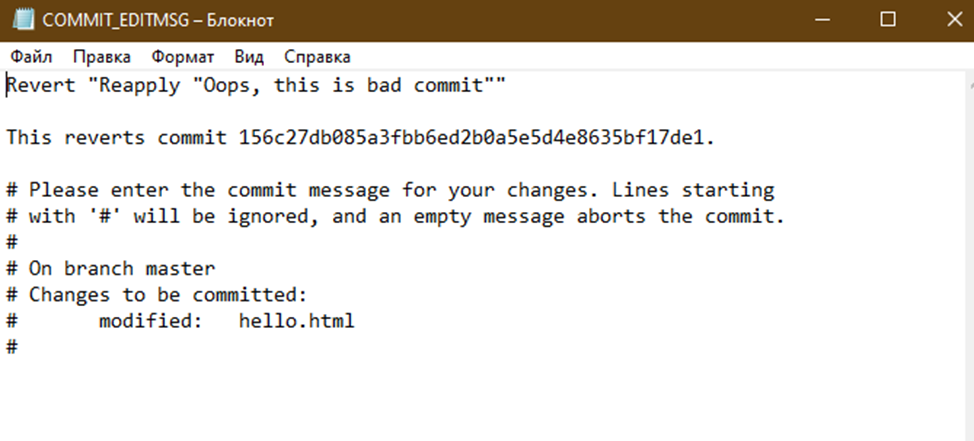 COMMIT_EDITMSG – Блокнот
Файл Правка Формат Вид Справка
Revert "Reapply "Oops, this is bad commit""

This reverts commit 156c27db085a3fbb6ed2b0a5e5d4e8635bf17de1.

# Please enter the commit message for your changes. Lines starting
# with '#' will be ignored, and an empty message aborts the commit.
#
# On branch master
# Changes to be committed:
#       modified:   hello.html
#